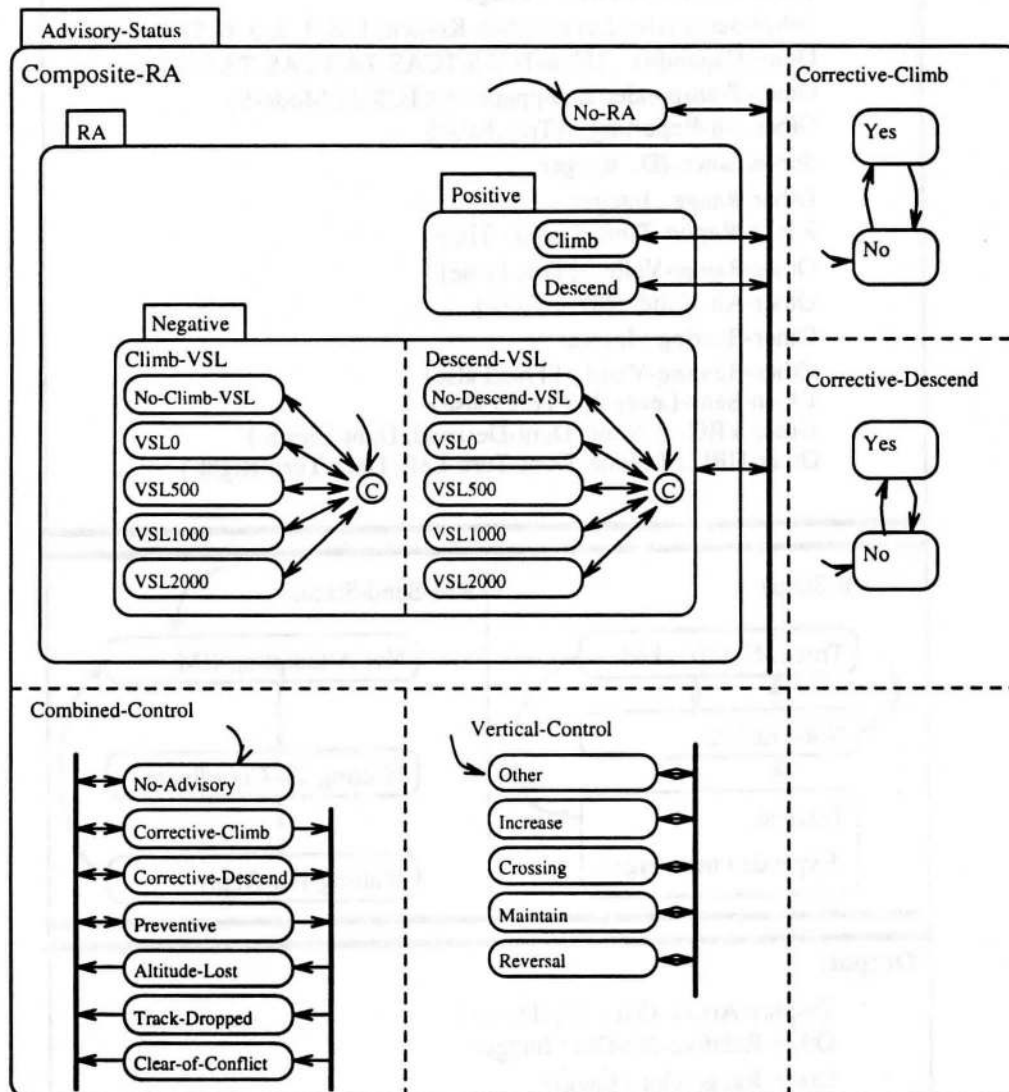 Advisory-Status
Composite-RA
No-RA
RA
Positive
Climb
Descend
Negative
Climb-VSL
No-Climb-VSL
VSL0
VSL500
VSL1000
VSL2000
C
Descend-VSL
No-Descend-VSL
VSL0
VSL500
VSL1000
VSL2000
C
Corrective-Climb
Yes
No
Corrective-Descend
Yes
No
Combined-Control
No-Advisory
Corrective-Climb
Corrective-Descend
Preventive
Altitude-Lost
Track-Dropped
Clear-of-Conflict
Vertical-Control
Other
Increase
Crossing
Maintain
Reversal